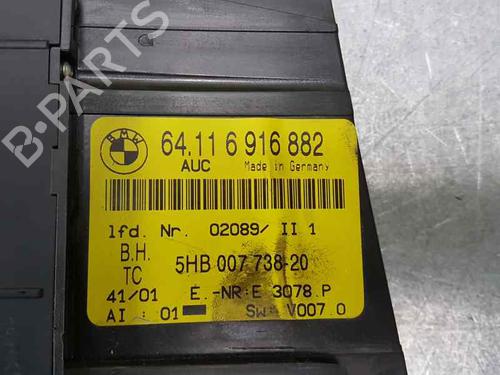 B-PARTS
BMW
64.11 6 916 882
AUC Made in Germany
lfd. Nr. 02089/ II 1
B.H.
TC 5HB 007 738-20
41/01 E.-NR:E 3078.P
AI : 01 SW: V007.0